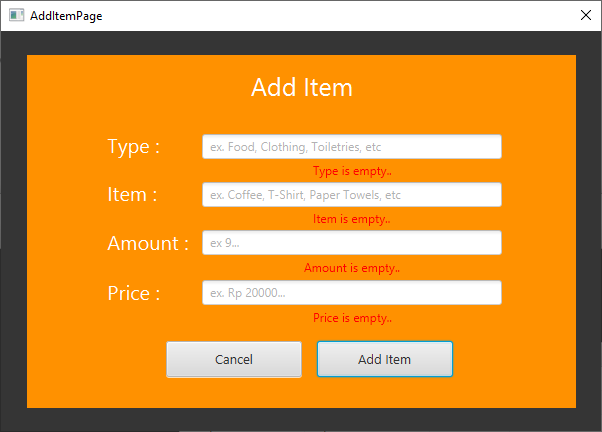 AddItemPage
Add Item
Type :
ex. Food, Clothing, Toiletries, etc
Type is empty..
Item :
ex. Coffee, T-Shirt, Paper Towels, etc
Item is empty..
Amount :
ex 9...
Amount is empty..
Price :
ex. Rp 20000...
Price is empty..
Cancel
Add Item